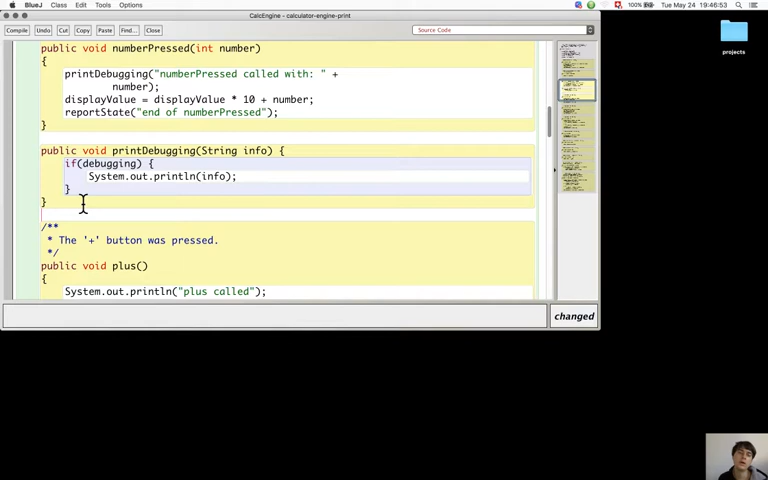 BlueJ Class Edit Tools Options 100% Tue May 24 19:46:53
CalcEngine - calculator-engine-print
Compile Undo Cut Copy Paste Find... Close Source Code
public void numberPressed(int number)
{
printDebugging("numberPressed called with: " +
number);
displayValue = displayValue * 10 + number;
reportState("end of numberPressed");
}
public void printDebugging(String info) {
if(debugging) {
System.out.println(info);
}
}
/**
* The '+' button was pressed.
*/
public void plus()
{
System.out.println("plus called");
changed
projects